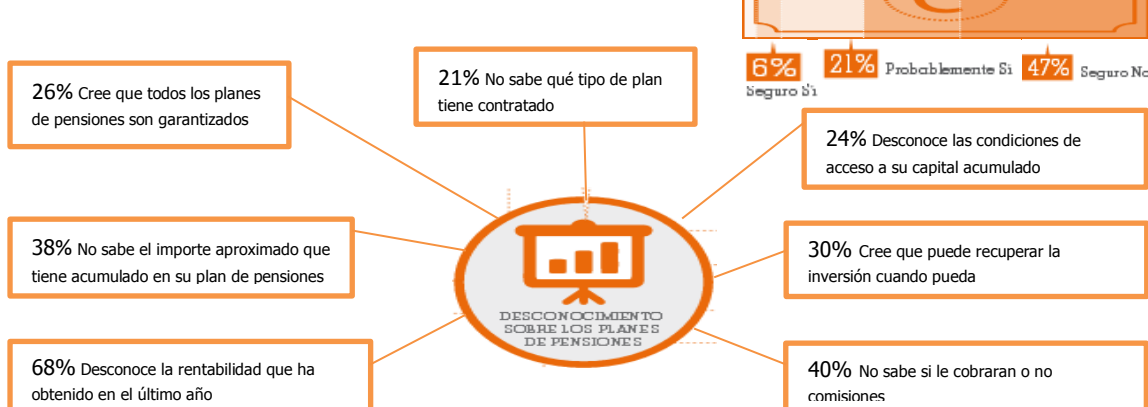 6% 21% Probablemente Sí 47% Seguro No
Seguro Sí
26% Cree que todos los planes
de pensiones son garantizados
21% No sabe qué tipo de plan
tiene contratado
24% Desconoce las condiciones de
acceso a su capital acumulado
38% No sabe el importe aproximado que
tiene acumulado en su plan de pensiones
30% Cree que puede recuperar la
inversión cuando pueda
DESCONOCIMIENTO
SOBRE LOS PLANES
DE PENSIONES
68% Desconoce la rentabilidad que ha
obtenido en el último año
40% No sabe si le cobraran o no
comisiones